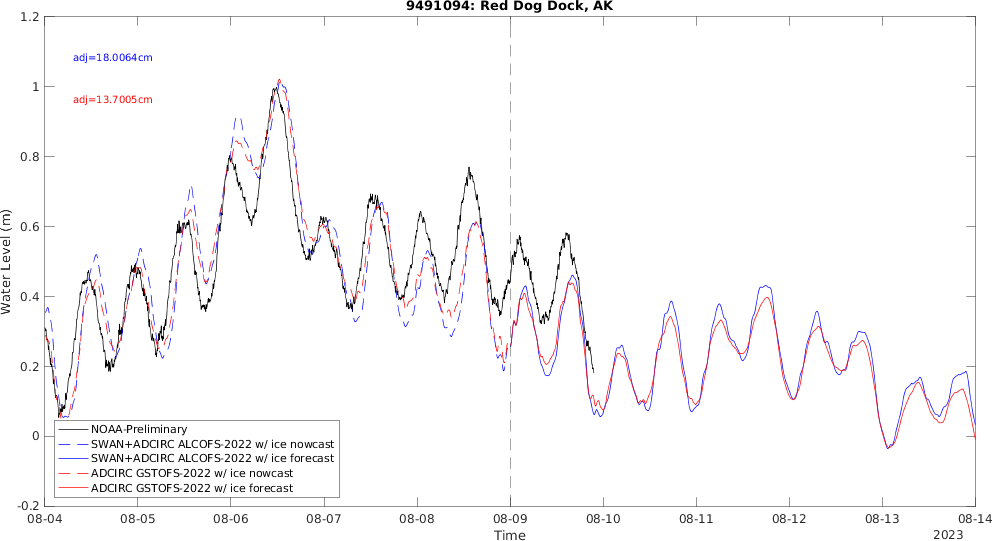 9491094: Red Dog Dock, AK
adj=18.0064cm
adj=13.7005cm
Water Level (m)
1.2
1
0.8
0.6
0.4
0.2
0
-0.2
NOAA-Preliminary
SWAN+ADCIRC ALCOFS-2022 w/ ice nowcast
SWAN+ADCIRC ALCOFS-2022 w/ ice forecast
ADCIRC GSTOFS-2022 w/ ice nowcast
ADCIRC GSTOFS-2022 w/ ice forecast
08-04 08-05 08-06 08-07 08-08 08-09 08-10 08-11 08-12 08-13 08-14
Time
2023